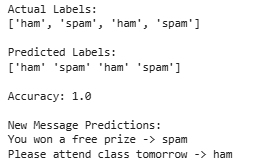 Actual Labels:
['ham', 'spam', 'ham', 'spam']
Predicted Labels:
['ham' 'spam' 'ham' 'spam']
Accuracy: 1.0
New Message Predictions:
You won a free prize -> spam
Please attend class tomorrow -> ham